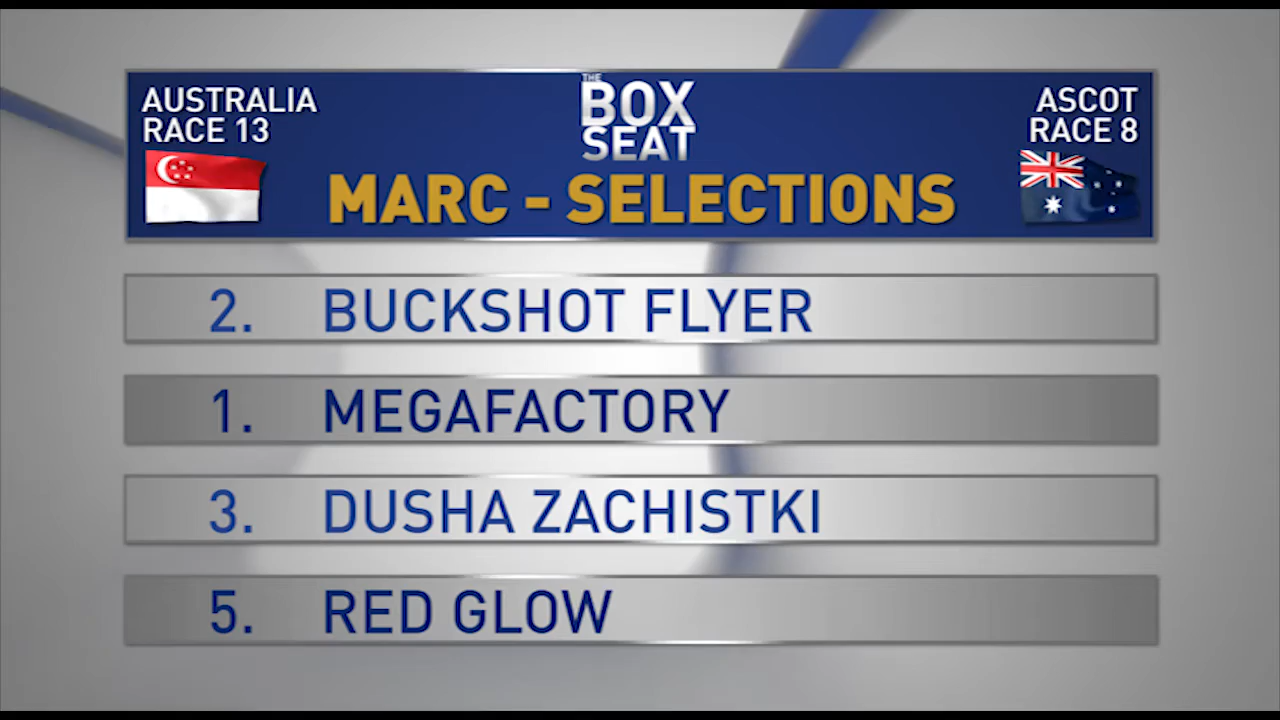 AUSTRALIA
RACE 13
THE
BOX
SEAT
ASCOT
RACE 8
MARC - SELECTIONS
2. BUCKSHOT FLYER
1. MEGAFACTORY
3. DUSHA ZACHISTKI
5. RED GLOW